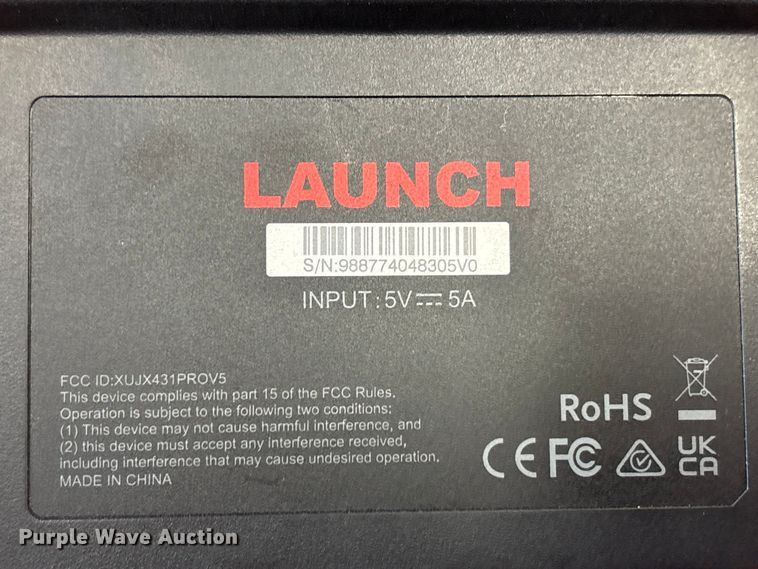 LAUNCH
S/N:988774048305V0
INPUT : 5V⎓ 5A
FCC ID:XUJX431PROV5
This device complies with part 15 of the FCC Rules.
Operation is subject to the following two conditions:
(1) This device may not cause harmful interference, and
(2) this device must accept any interference received,
including interference that may cause undesired operation.
MADE IN CHINA
RoHS
CE FC UK
CA
Purple Wave Auction